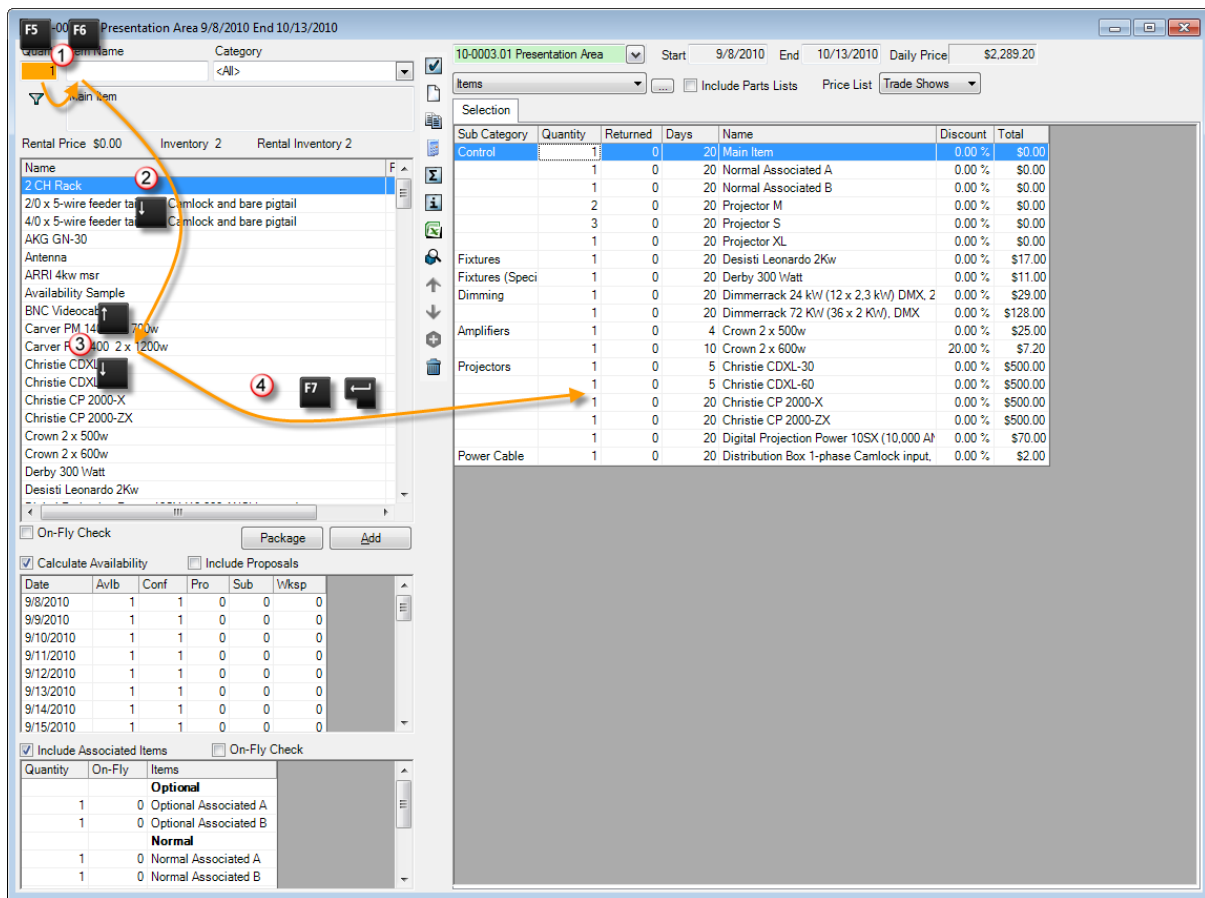 F5 -00 F6 Presentation Area 9/8/2010 End 10/13/2010
Name Category
1 <All>
Main Item
Rental Price $0.00 Inventory 2 Rental Inventory 2
Name F
2 CH Rack
2/0 x 5-wire feeder Camlock and bare pigtail
4/0 x 5-wire feeder Camlock and bare pigtail
AKG GN-30
Antenna
ARRI 4kw msr
Availability Sample
BNC
Carver PM
Carver 400 2 x 1200w
Christie
Christie
Christie CP 2000-X
Christie CP 2000-ZX
Crown 2 x 500w
Crown 2 x 600w
Derby 300 Watt
Desisti Leonardo 2Kw
1
2
3
4 F7
On-Fly Check Package Add
Calculate Availability Include Proposals
Date Avlb Conf Pro Sub Wksp
9/8/2010 1 1 0 0 0
9/9/2010 1 1 0 0 0
9/10/2010 1 1 0 0 0
9/11/2010 1 1 0 0 0
9/12/2010 1 1 0 0 0
9/13/2010 1 1 0 0 0
9/14/2010 1 1 0 0 0
9/15/2010 1 1 0 0 0
Include Associated Items On-Fly Check
Quantity On-Fly Items
Optional
1 0 Optional Associated A
1 0 Optional Associated B
Normal
1 0 Normal Associated A
1 0 Normal Associated B
10-0003.01 Presentation Area Start 9/8/2010 End 10/13/2010 Daily Price $2,289.20
Items ... Include Parts Lists Price List Trade Shows
Selection
Sub Category Quantity Returned Days Name Discount Total
Control 1 0 20 Main Item 0.00 % $0.00
1 0 20 Normal Associated A 0.00 % $0.00
1 0 20 Normal Associated B 0.00 % $0.00
2 0 20 Projector M 0.00 % $0.00
3 0 20 Projector S 0.00 % $0.00
1 0 20 Projector XL 0.00 % $0.00
Fixtures 1 0 20 Desisti Leonardo 2Kw 0.00 % $17.00
Fixtures (Speci 1 0 20 Derby 300 Watt 0.00 % $11.00
Dimming 1 0 20 Dimmerrack 24 kW (12 x 2,3 kW) DMX, 2 0.00 % $29.00
1 0 20 Dimmerrack 72 KW (36 x 2 KW), DMX 0.00 % $128.00
Amplifiers 1 0 4 Crown 2 x 500w 0.00 % $25.00
1 0 10 Crown 2 x 600w 20.00 % $7.20
Projectors 1 0 5 Christie CDXL-30 0.00 % $500.00
1 0 5 Christie CDXL-60 0.00 % $500.00
1 0 20 Christie CP 2000-X 0.00 % $500.00
1 0 20 Christie CP 2000-ZX 0.00 % $500.00
1 0 20 Digital Projection Power 10SX (10,000 AN 0.00 % $70.00
Power Cable 1 0 20 Distribution Box 1-phase Camlock input, 0.00 % $2.00